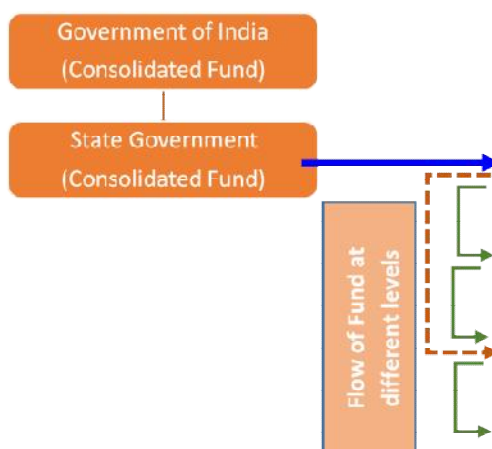 Government of India
(Consolidated Fund)
State Government
(Consolidated Fund)
Flow of Fund at
different levels